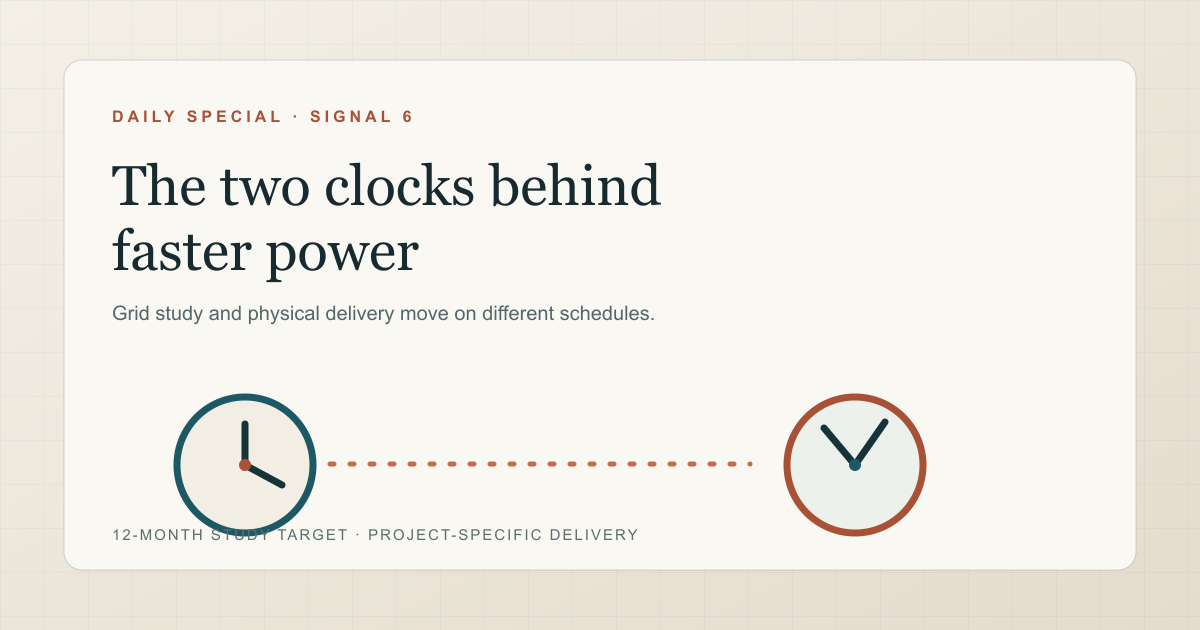 DAILY SPECIAL · SIGNAL 6
The two clocks behind
faster power
Grid study and physical delivery move on different schedules.
12-MONTH STUDY TARGET · PROJECT-SPECIFIC DELIVERY